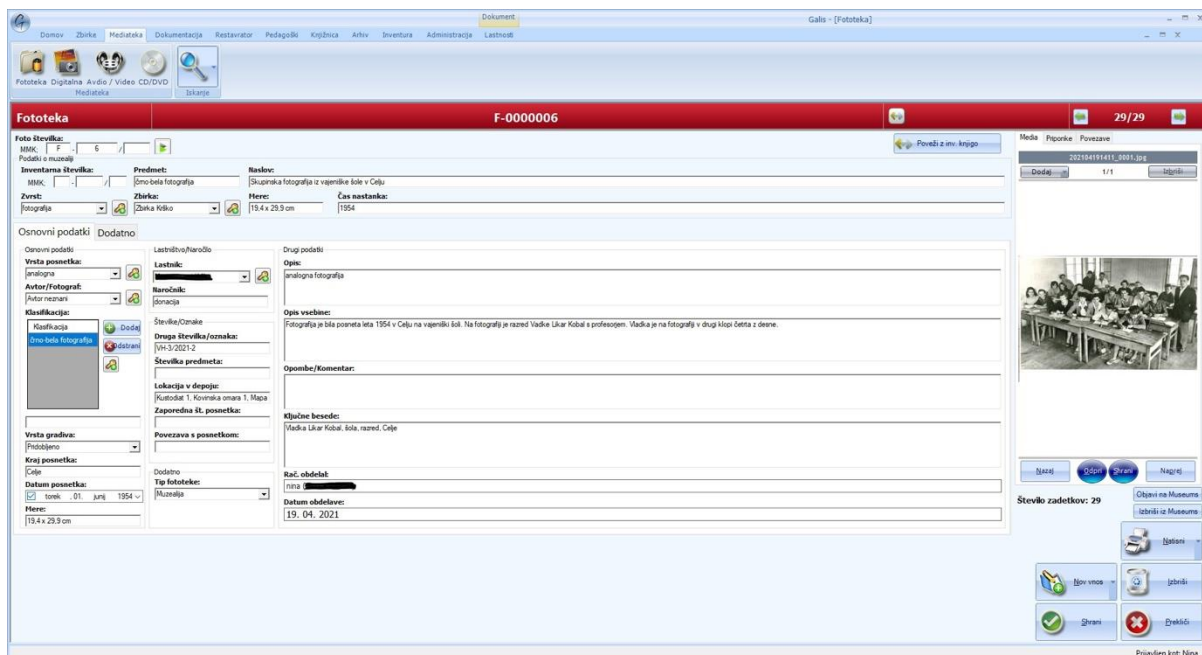 Dokument
Galis - [Fototeka]
Domov Zbirke Mediateka Dokumentacija Restavrator Pedagoški Knjižnica Arhiv Inventura Administracija Lastnosti
Fototeka Digitalna Avdio / Video CD/DVD
Mediateka Iskanje
Fototeka F-0000006 29/29
Foto številka:
MMK: F - 6 /
Poveži z inv. knjigo
Podatki o muzealiji
Inventarna številka: Predmet: Naslov:
MMK: - / črno-bela fotografija Skupinska fotografija iz vajeniške šole v Celju
Zvrst: Zbirka: Mere: Čas nastanka:
fotografija Zbirka Krško 19,4 x 29,9 cm 1954
Osnovni podatki Dodatno
Osnovni podatki
Vrsta posnetka:
analogna
Avtor/Fotograf:
Avtor neznani
Klasifikacija:
Klasifikacija Dodaj
črno-bela fotografija Odstrani
Vrsta gradiva:
Pridobljeno
Kraj posnetka:
Celje
Datum posnetka:
torek , 01. junij 1954
Mere:
19,4 x 29,9 cm
Lastništvo/Naročilo
Lastnik:
Naročnik:
donacija
Številke/Oznake
Druga številka/oznaka:
VH-3/2021-2
Številka predmeta:
Lokacija v depoju:
Kustodiat 1, Kovinska omara 1, Mapa
Zaporedna št. posnetka:
Povezava s posnetkom:
Dodatno
Tip fototeke:
Muzealija
Drugi podatki
Opis:
analogna fotografija
Opis vsebine:
Fotografija je bila posneta leta 1954 v Celju na vajeniški šoli. Na fotografiji je razred Vladke Likar Kobal s profesorjem. Vladka je na fotografiji v drugi klopi četrta z desne.
Opombe/Komentar:
Ključne besede:
Vladka Likar Kobal, šola, razred, Celje
Rač. obdelal:
nina (
Datum obdelave:
19. 04. 2021
Media Priponke Povezave
202104191411_0001.jpg
Dodaj 1/1 Izbriši
Nazaj Odpri Shrani Naprej
Število zadetkov: 29
Objavi na Museums
Izbriši iz Museums
Natisni
Nov vnos Izbriši
Shrani Prekliči
Prijavljen kot: Nina